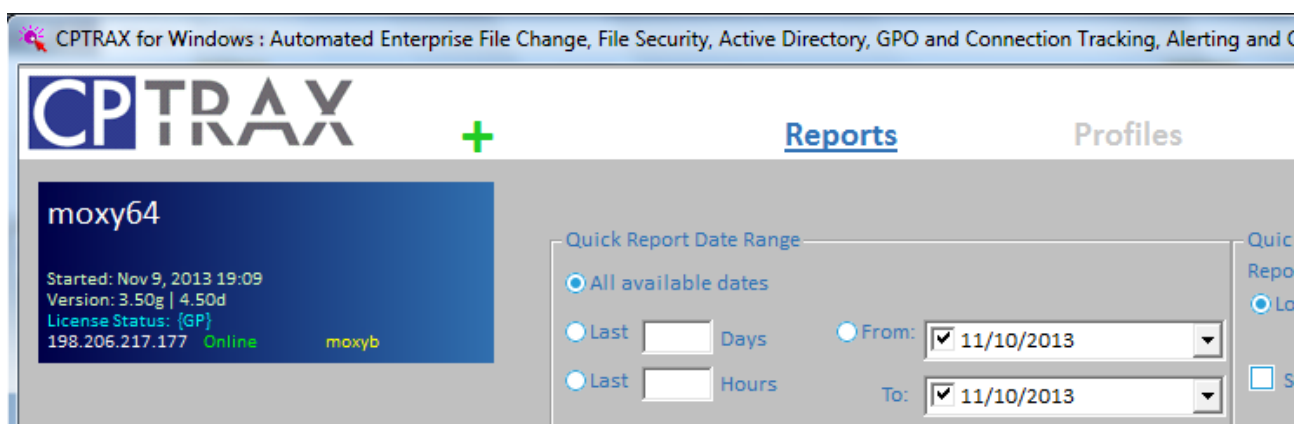 CPTRAX for Windows : Automated Enterprise File Change, File Security, Active Directory, GPO and Connection Tracking, Alerting and
CPTRAX
+
Reports
Profiles
moxy64
Started: Nov 9, 2013 19:09
Version: 3.50g | 4.50d
License Status: {GP}
198.206.217.177 Online moxyb
Quick Report Date Range
All available dates
Last Days
From: 11/10/2013
Last Hours
To: 11/10/2013